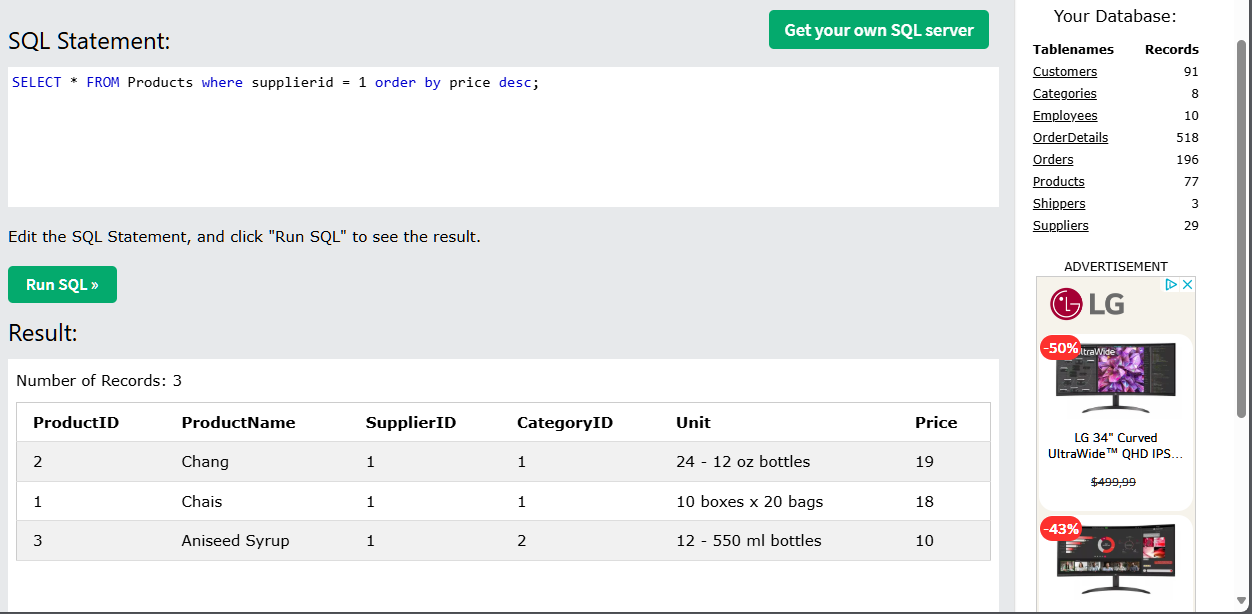 Get your own SQL server
SQL Statement:
SELECT * FROM Products where supplierid = 1 order by price desc;
Edit the SQL Statement, and click "Run SQL" to see the result.
Run SQL »
Result:
Number of Records: 3
ProductID ProductName SupplierID CategoryID Unit Price
2 Chang 1 1 24 - 12 oz bottles 19
1 Chais 1 1 10 boxes x 20 bags 18
3 Aniseed Syrup 1 2 12 - 550 ml bottles 10
Your Database:
Tablenames Records
Customers 91
Categories 8
Employees 10
OrderDetails 518
Orders 196
Products 77
Shippers 3
Suppliers 29
ADVERTISEMENT
LG
-50%
LG 34" Curved
UltraWide™ QHD IPS...
$499,99
-43%